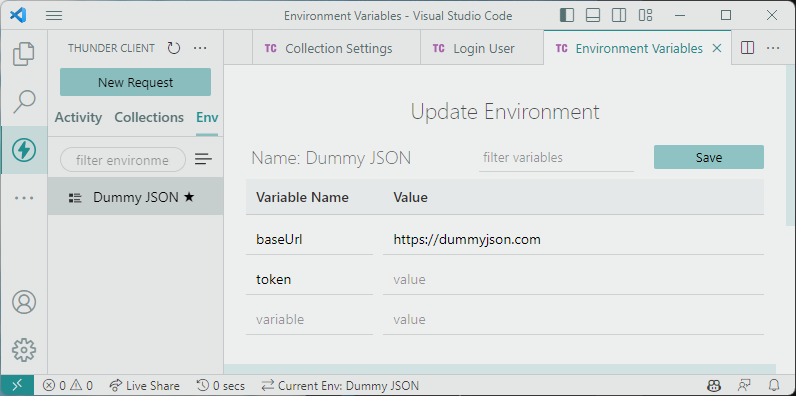 Environment Variables - Visual Studio Code
THUNDER CLIENT
New Request
Activity Collections Env
filter environme
Dummy JSON ★
TC Collection Settings TC Login User TC Environment Variables
Update Environment
Name: Dummy JSON filter variables Save
Variable Name Value
baseUrl https://dummyjson.com
token value
variable value
0 0 Live Share 0 secs Current Env: Dummy JSON